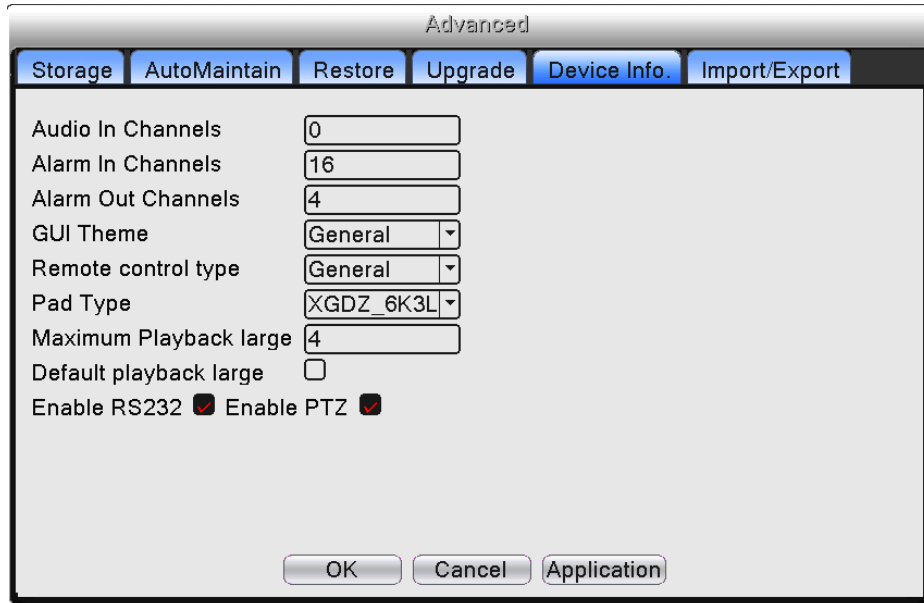 Advanced
Storage AutoMaintain Restore Upgrade Device Info. Import/Export
Audio In Channels 0
Alarm In Channels 16
Alarm Out Channels 4
GUI Theme General
Remote control type General
Pad Type XGDZ_6K3L
Maximum Playback large 4
Default playback large
Enable RS232 Enable PTZ
OK Cancel Application